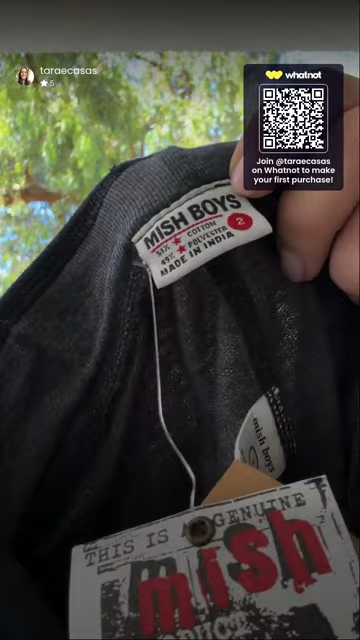 taraecasas
★5
whatnot
Join @taraecasas
on Whatnot to make
your first purchase!
MISH BOYS
2
51% ★ COTTON
49% ★ POLYESTER
MADE IN INDIA
mish boys
THIS IS A GENUINE
mish